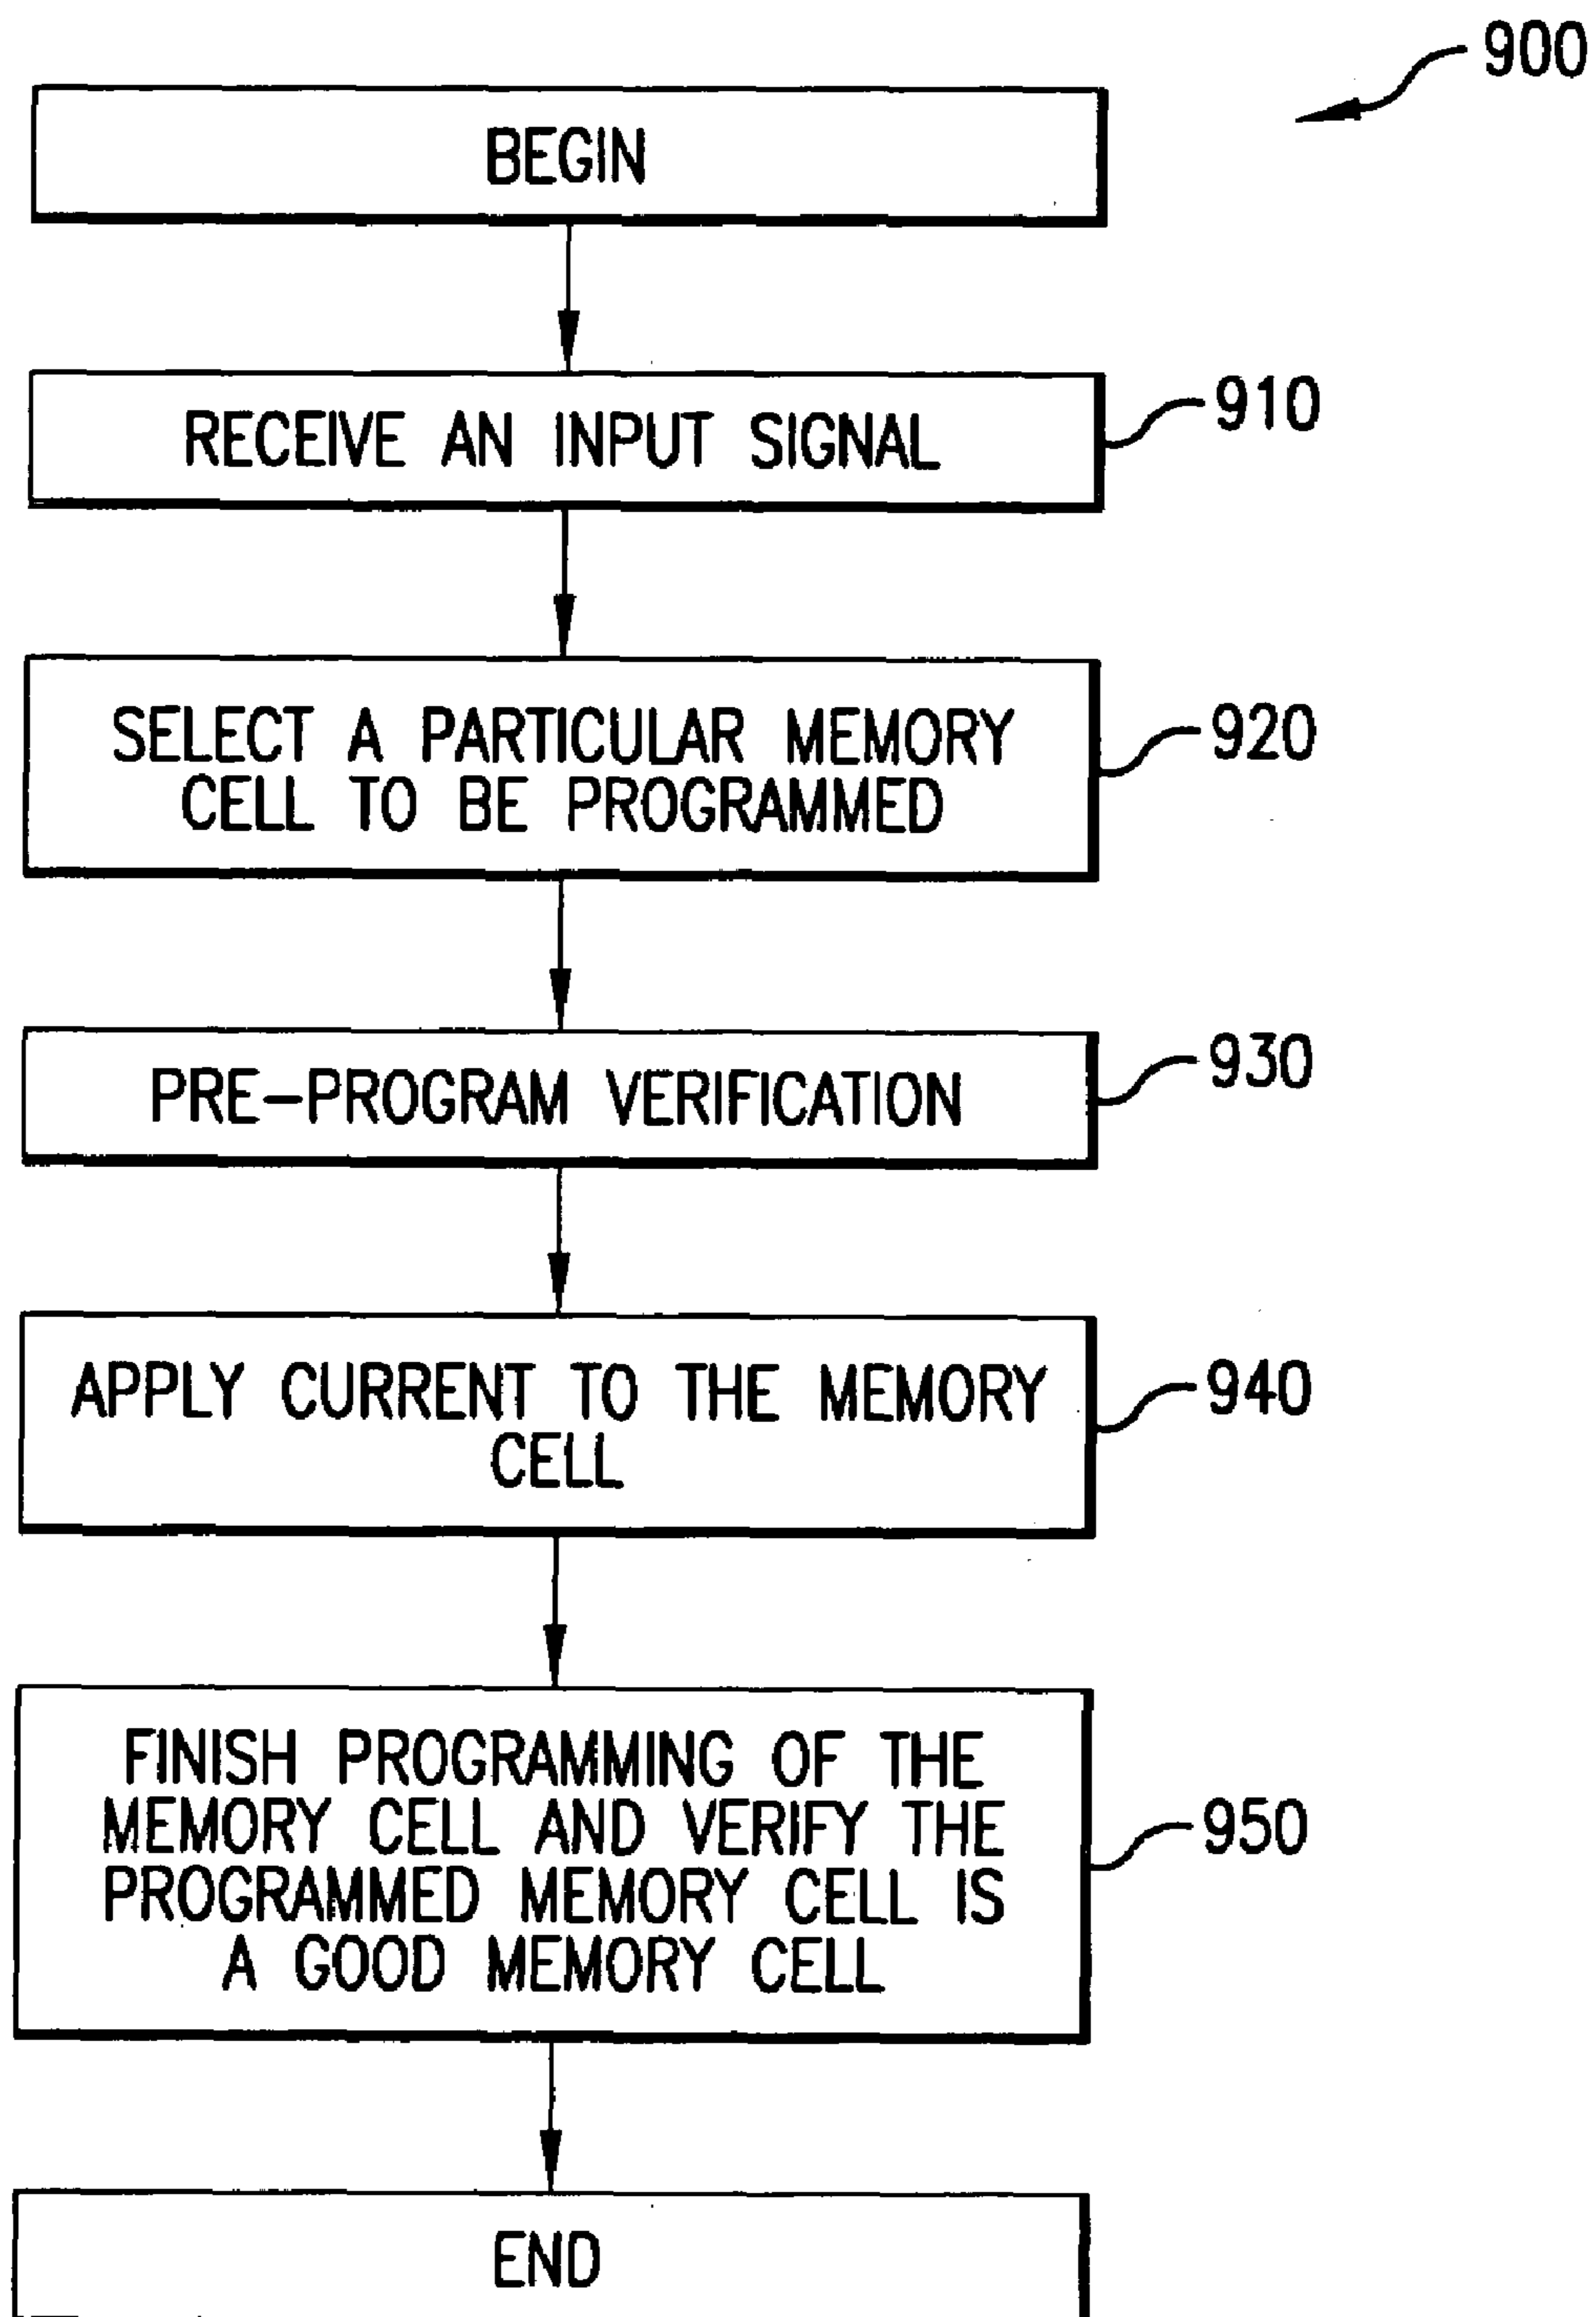 900
BEGIN
RECEIVE AN INPUT SIGNAL
910
SELECT A PARTICULAR MEMORY
CELL TO BE PROGRAMMED
920
PRE-PROGRAM VERIFICATION
930
APPLY CURRENT TO THE MEMORY
CELL
940
FINISH PROGRAMMING OF THE
MEMORY CELL AND VERIFY THE
PROGRAMMED MEMORY CELL IS
A GOOD MEMORY CELL
950
END